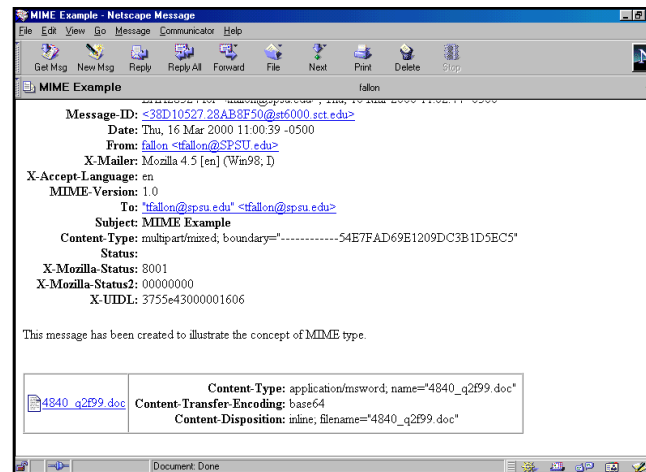 MIME Example - Netscape Message
File Edit View Go Message Communicator Help
Get Msg New Msg Reply Reply All Forward File Next Print Delete Stop
MIME Example fallon
Message-ID: <38D10527.28AB8F50@st6000.sct.edu>
Date: Thu, 16 Mar 2000 11:00:39 -0500
From: fallon <tfallon@SPSU.edu>
X-Mailer: Mozilla 4.5 [en] (Win98; I)
X-Accept-Language: en
MIME-Version: 1.0
To: "tfallon@spsu.edu" <tfallon@spsu.edu>
Subject: MIME Example
Content-Type: multipart/mixed; boundary="------------54E7FAD69E1209DC3B1D5EC5"
Status:
X-Mozilla-Status: 8001
X-Mozilla-Status2: 00000000
X-UIDL: 3755e43000001606
This message has been created to illustrate the concept of MIME type.
Content-Type: application/msword; name="4840_q2f99.doc"
4840_q2f99.doc Content-Transfer-Encoding: base64
Content-Disposition: inline; filename="4840_q2f99.doc"
Document: Done